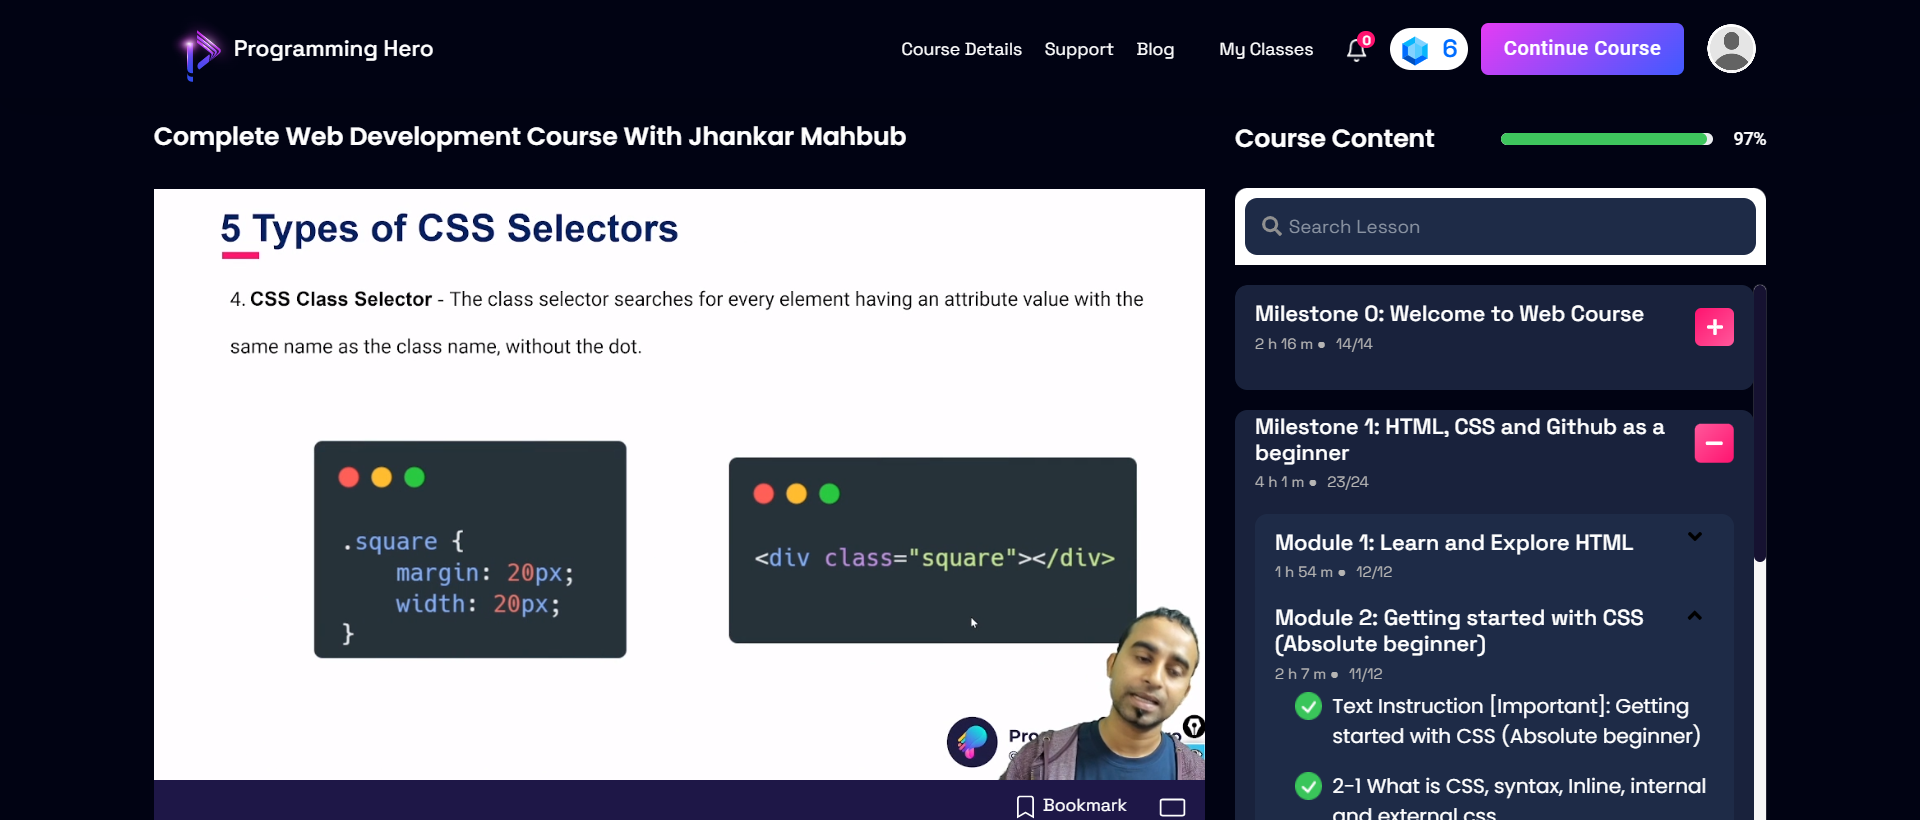 Programming Hero
Course Details Support Blog My Classes 0 6 Continue Course
Complete Web Development Course With Jhankar Mahbub
5 Types of CSS Selectors
4. CSS Class Selector - The class selector searches for every element having an attribute value with the
same name as the class name, without the dot.
.square {
margin: 20px;
width: 20px;
}
<div class="square"></div>
Bookmark
Course Content 97%
Search Lesson
Milestone 0: Welcome to Web Course
2 h 16 m • 14/14
Milestone 1: HTML, CSS and Github as a
beginner
4 h 1 m • 23/24
Module 1: Learn and Explore HTML
1 h 54 m • 12/12
Module 2: Getting started with CSS
(Absolute beginner)
2 h 7 m • 11/12
Text Instruction [Important]: Getting
started with CSS (Absolute beginner)
2-1 What is CSS, syntax, Inline, internal
and external css